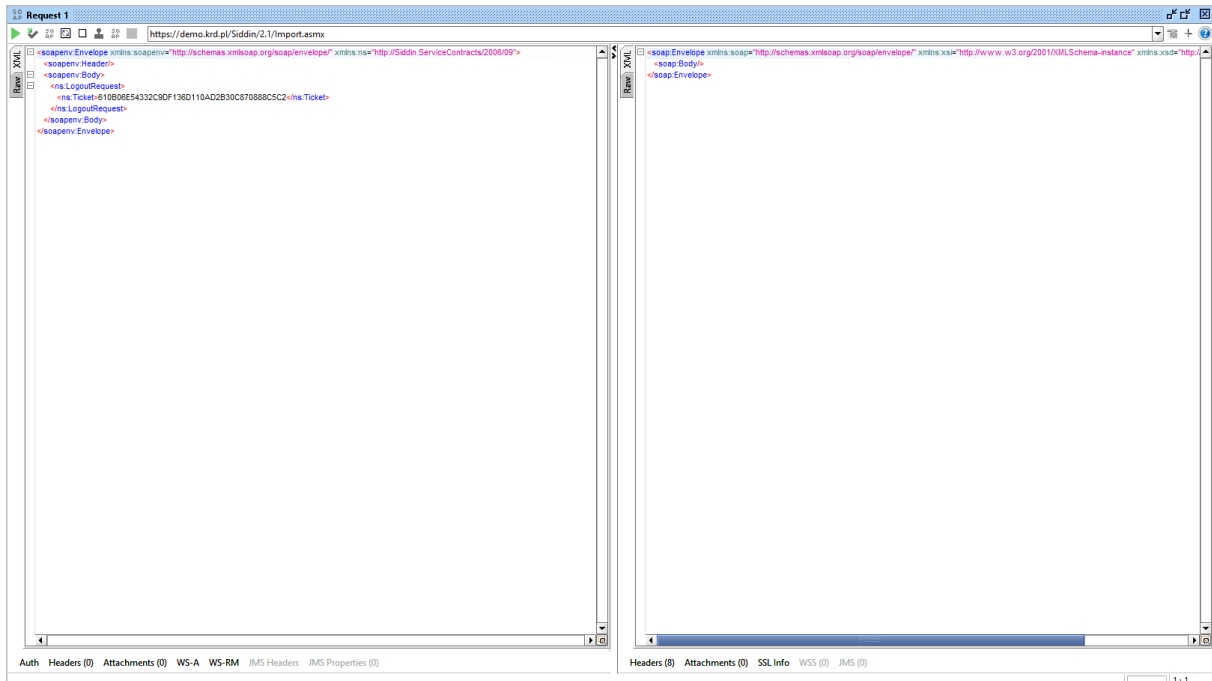 SO AP Request 1
https://demo.krd.pl/Siddin/2.1/Import.asmx
XML
Raw
<soapenv:Envelope xmlns:soapenv="http://schemas.xmlsoap.org/soap/envelope/" xmlns:ns="http://Siddin.ServiceContracts/2006/09">
<soapenv:Header/>
<soapenv:Body>
<ns:LogoutRequest>
<ns:Ticket>610B06E54332C9DF136D110AD2B30C870888C5C2</ns:Ticket>
</ns:LogoutRequest>
</soapenv:Body>
</soapenv:Envelope>
XML
Raw
<soap:Envelope xmlns:soap="http://schemas.xmlsoap.org/soap/envelope/" xmlns:xsi="http://www.w3.org/2001/XMLSchema-instance" xmlns:xsd="http:/
<soap:Body/>
</soap:Envelope>
Auth Headers (0) Attachments (0) WS-A WS-RM JMS Headers JMS Properties (0)
Headers (8) Attachments (0) SSL Info WSS (0) JMS (0)
1:1